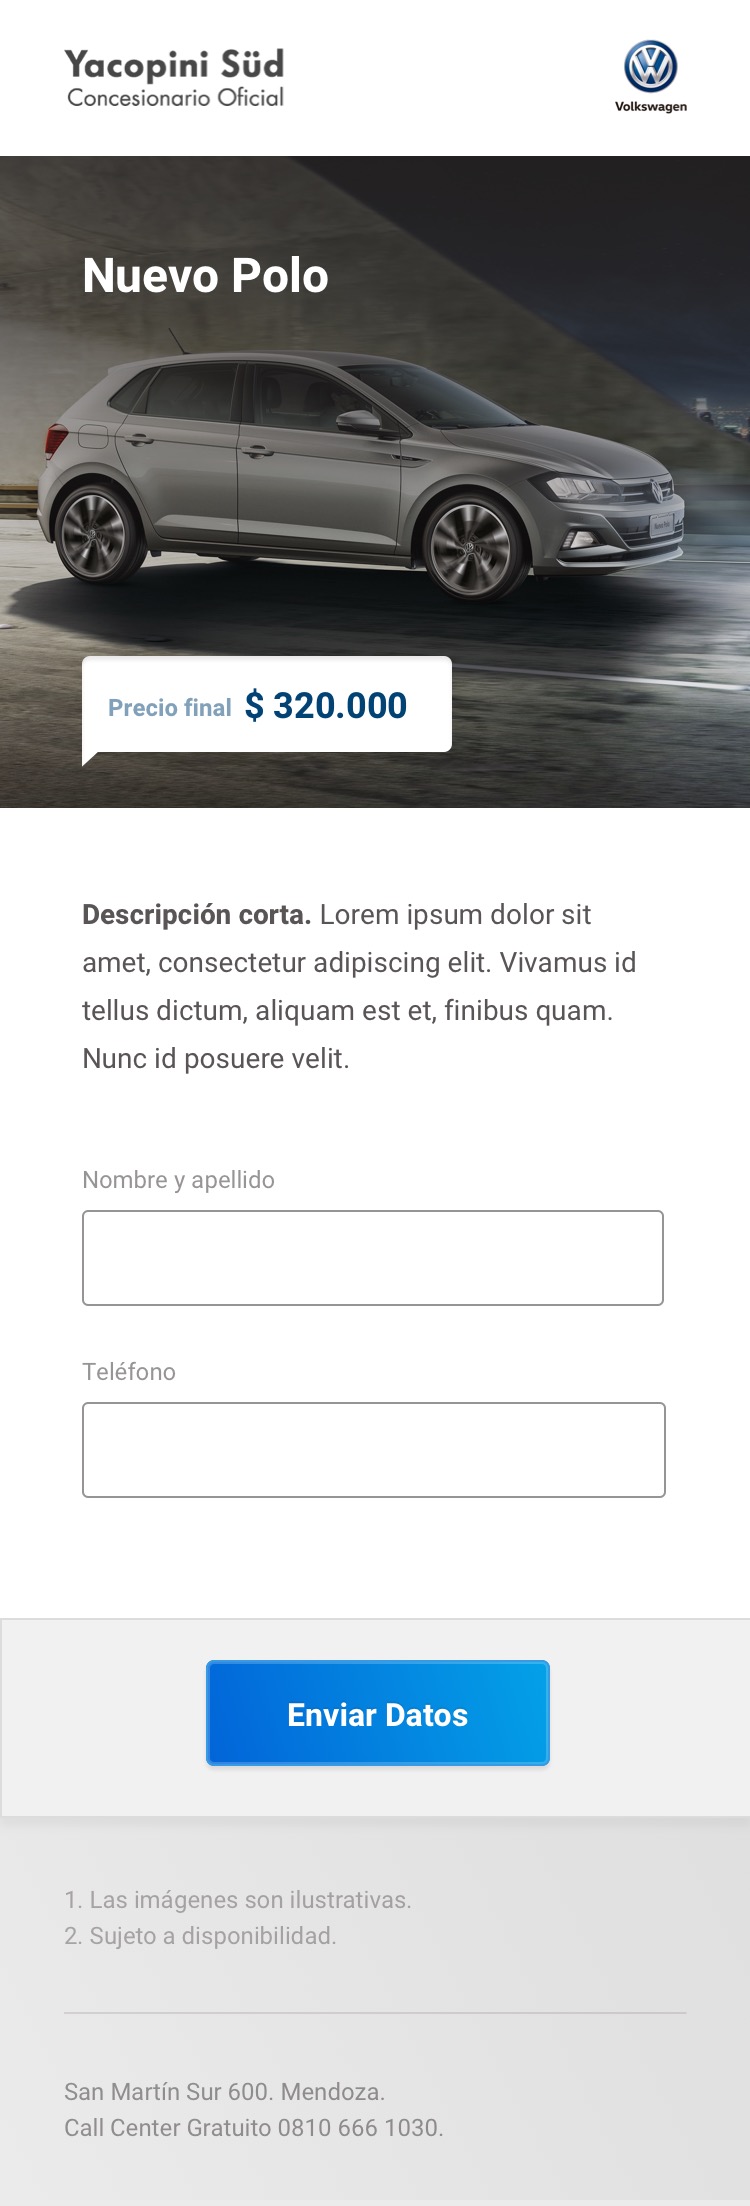 Yacopini Süd
Concesionario Oficial
Volkswagen
Nuevo Polo
Nuevo Polo
Precio final $ 320.000
Descripción corta. Lorem ipsum dolor sit
amet, consectetur adipiscing elit. Vivamus id
tellus dictum, aliquam est et, finibus quam.
Nunc id posuere velit.
Nombre y apellido
Teléfono
Enviar Datos
1. Las imágenes son ilustrativas.
2. Sujeto a disponibilidad.
San Martín Sur 600. Mendoza.
Call Center Gratuito 0810 666 1030.